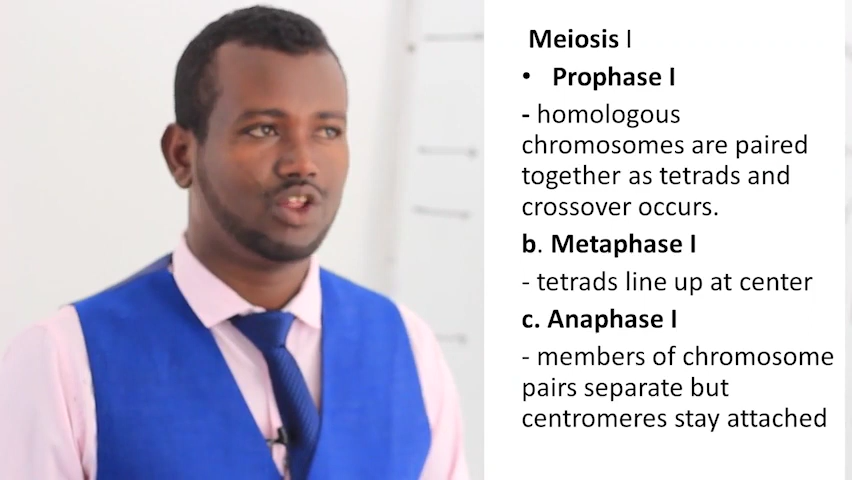 Meiosis I
• Prophase I
- homologous
chromosomes are paired
together as tetrads and
crossover occurs.
b. Metaphase I
- tetrads line up at center
c. Anaphase I
- members of chromosome
pairs separate but
centromeres stay attached